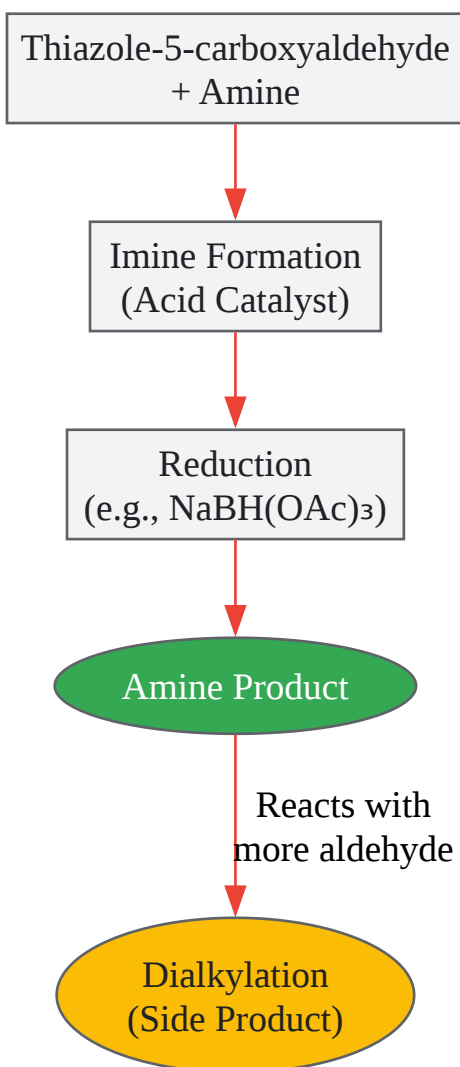 Thiazole-5-carboxyaldehyde
+ Amine
Imine Formation
(Acid Catalyst)
Reduction
(e.g., NaBH(OAc)₃)
Amine Product
Reacts with
more aldehyde
Dialkylation
(Side Product)